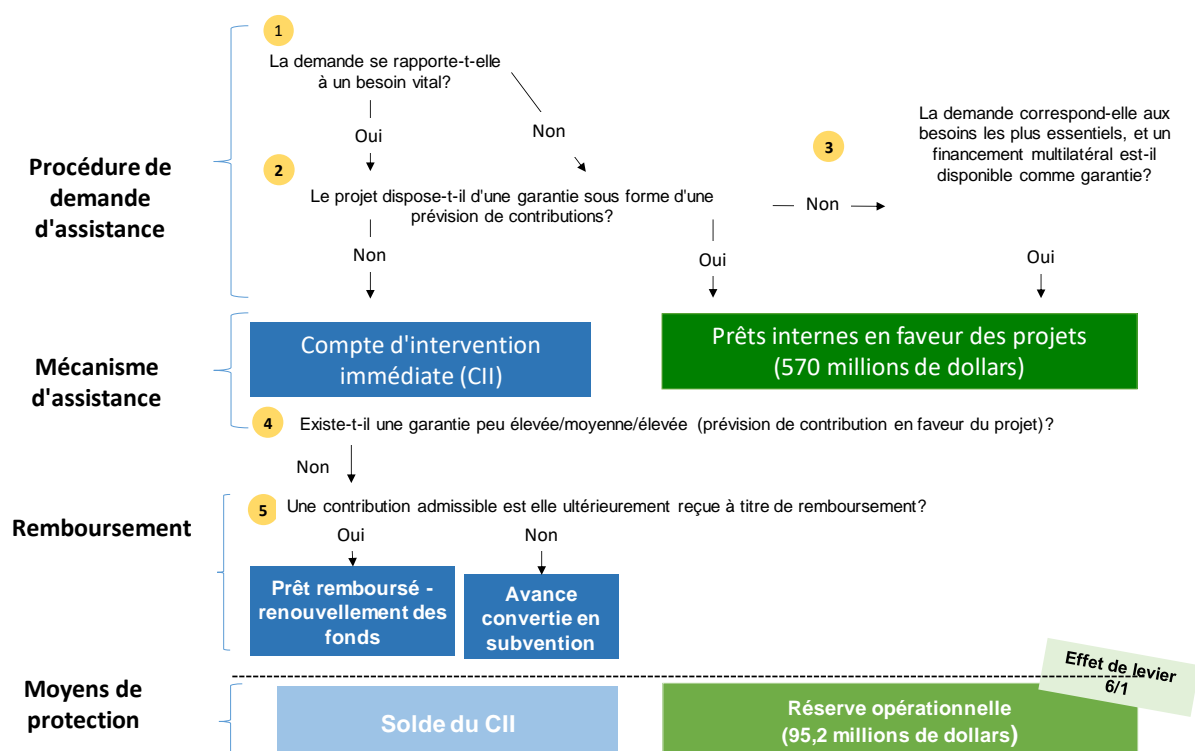 1
La demande se rapporte-t-elle
à un besoin vital?
Oui
Non
Procédure de
demande
d'assistance
2
Le projet dispose-t-il d'une garantie sous forme d'une
prévision de contributions?
Non
3
La demande correspond-elle aux
besoins les plus essentiels, et un
financement multilatéral est-il
disponible comme garantie?
Non
Oui
Oui
Mécanisme
d'assistance
Compte d'intervention
immédiate (CII)
Prêts internes en faveur des projets
(570 millions de dollars)
4
Existe-t-il une garantie peu élevée/moyenne/élevée (prévision de contribution en faveur du projet)?
Non
Remboursement
5
Une contribution admissible est elle ultérieurement reçue à titre de remboursement?
Oui
Non
Prêt remboursé -
renouvellement des
fonds
Avance
convertie en
subvention
Effet de levier
6/1
Moyens de
protection
Solde du CII
Réserve opérationnelle
(95,2 millions de dollars)